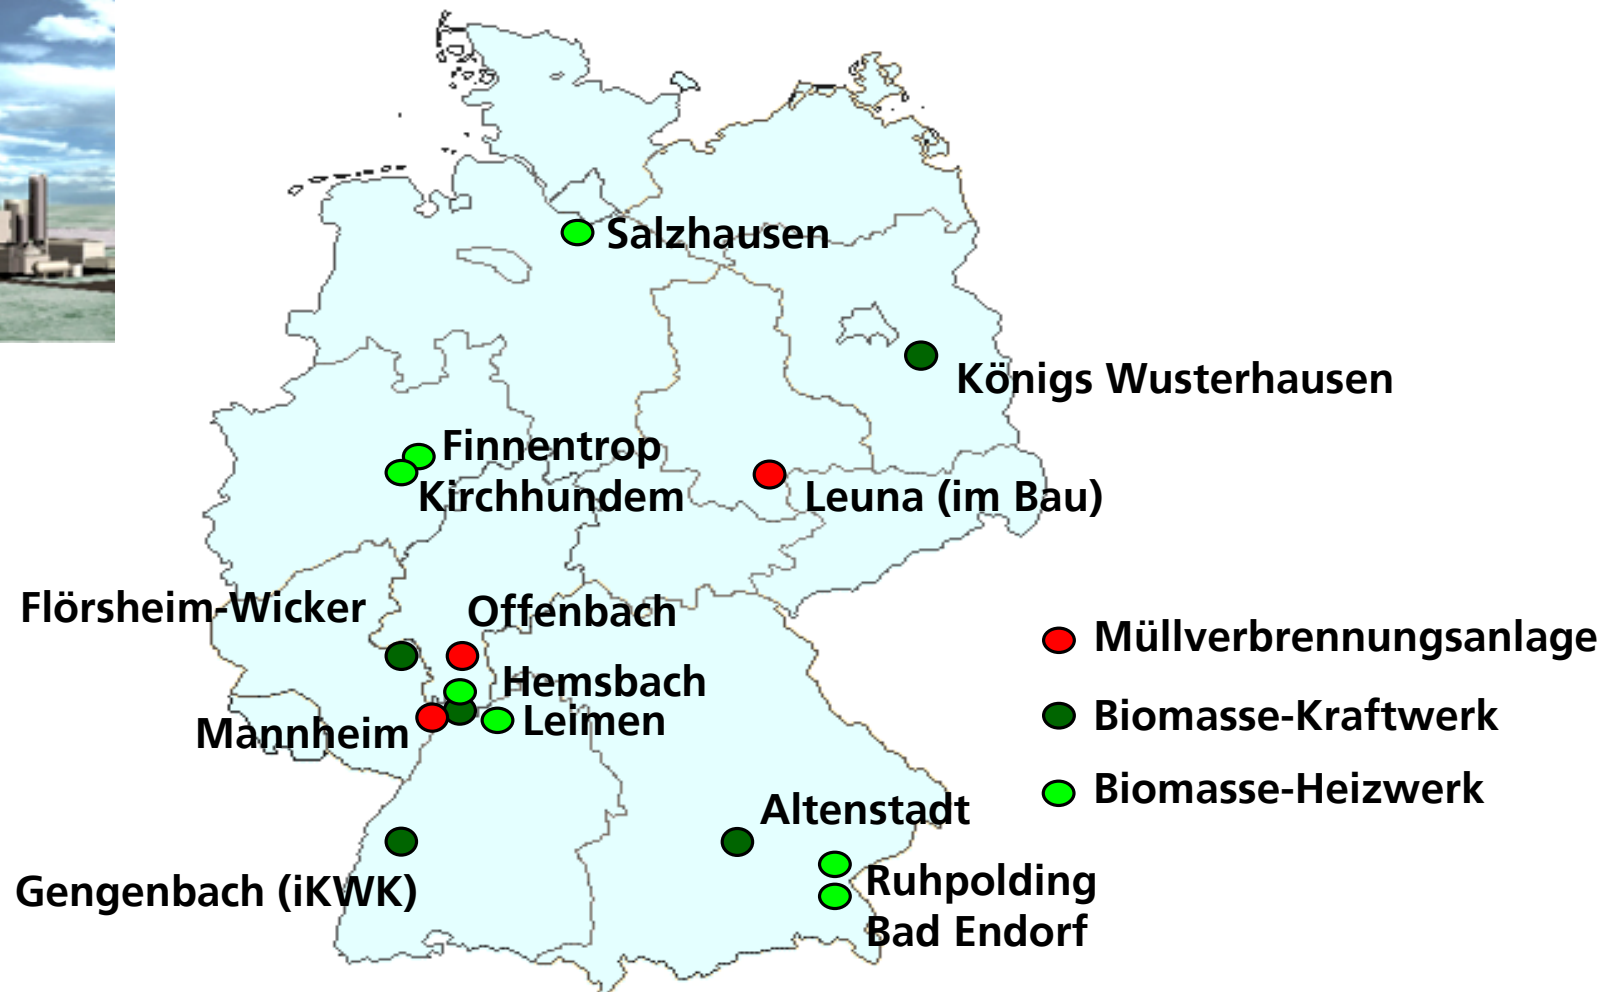 Salzhausen
Königs Wusterhausen
Finnentrop
Kirchhundem
Leuna (im Bau)
Flörsheim-Wicker
Offenbach
Hemsbach
Leimen
Mannheim
Müllverbrennungsanlage
Biomasse-Kraftwerk
Biomasse-Heizwerk
Altenstadt
Gengenbach (iKWK)
Ruhpolding
Bad Endorf